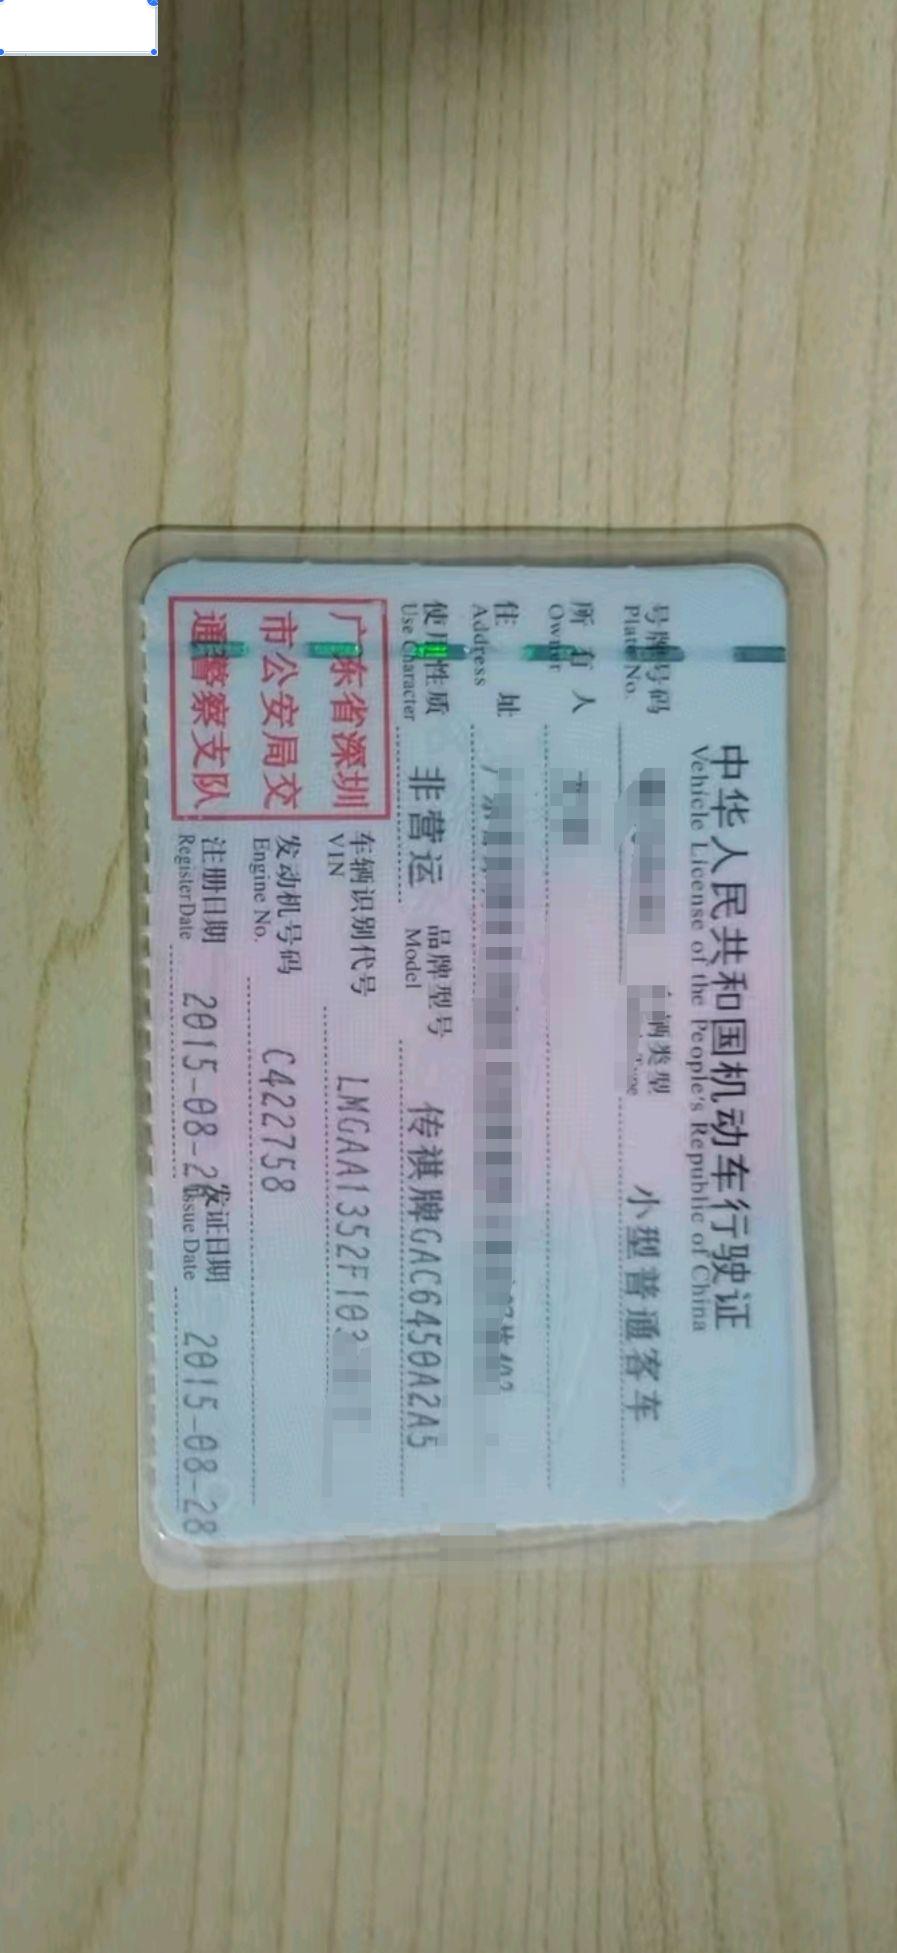 中华人民共和国机动车行驶证
Vehicle License of the People's Republic of China
号牌号码
Plate No.
辆类型
小型普通客车
所有人
Owner
住址
Address
使用性质 非营运 品牌型号 传祺牌GAC6450A2A5
Use Character Model
广东省深圳
市公安局交
通警察支队
车辆识别代号 LMGAA1352F102
VIN
发动机号码 C422758
Engine No.
注册日期 2015-08-28 发证日期 2015-08-28
Register Date Issue Date